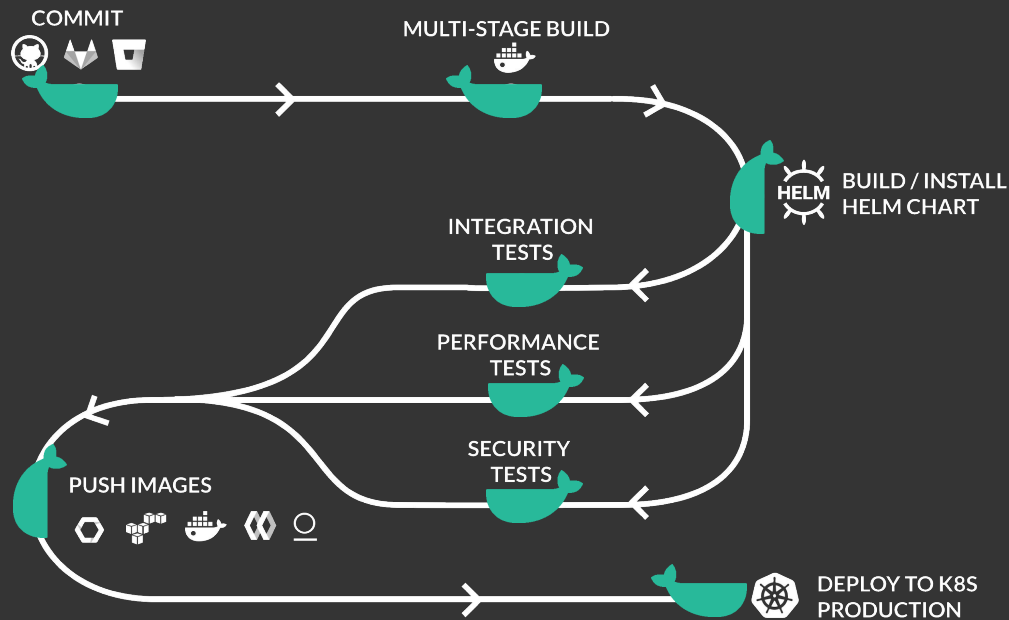 COMMIT
MULTI-STAGE BUILD
HELM
BUILD / INSTALL
HELM CHART
INTEGRATION
TESTS
PERFORMANCE
TESTS
SECURITY
TESTS
PUSH IMAGES
DEPLOY TO K8S
PRODUCTION